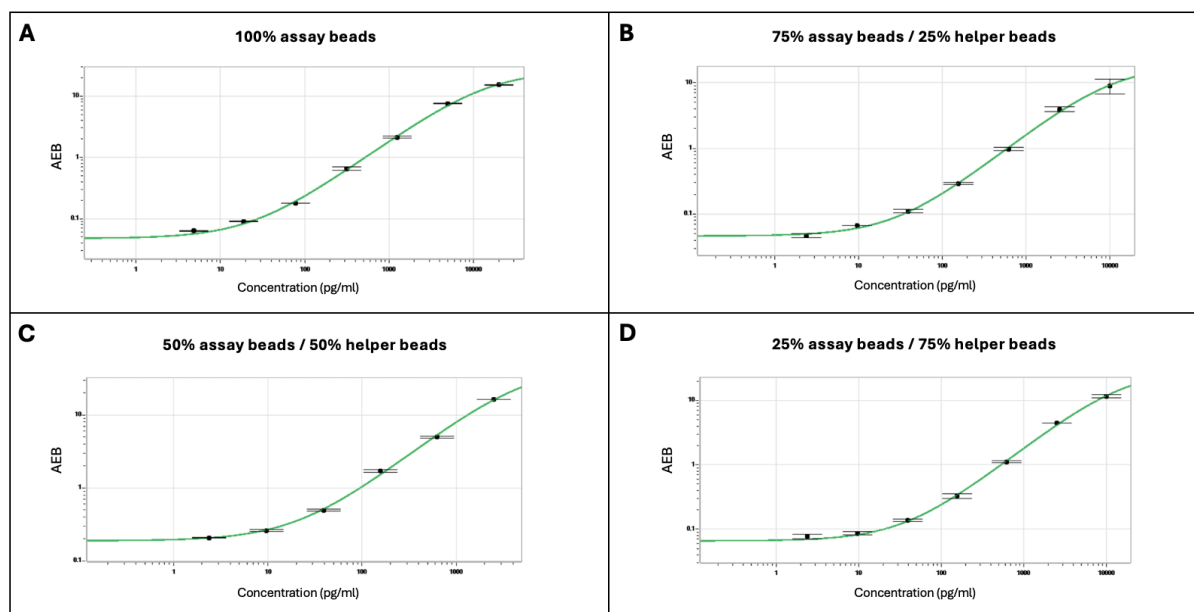 A
100% assay beads
AEB
10
1
0.1
1 10 100 1000 10000
Concentration (pg/ml)
B
75% assay beads / 25% helper beads
AEB
10
1
0.1
1 10 100 1000 10000
Concentration (pg/ml)
C
50% assay beads / 50% helper beads
AEB
10
1
0.1
1 10 100 1000
Concentration (pg/ml)
D
25% assay beads / 75% helper beads
AEB
10
1
0.1
1 10 100 1000 10000
Concentration (pg/ml)